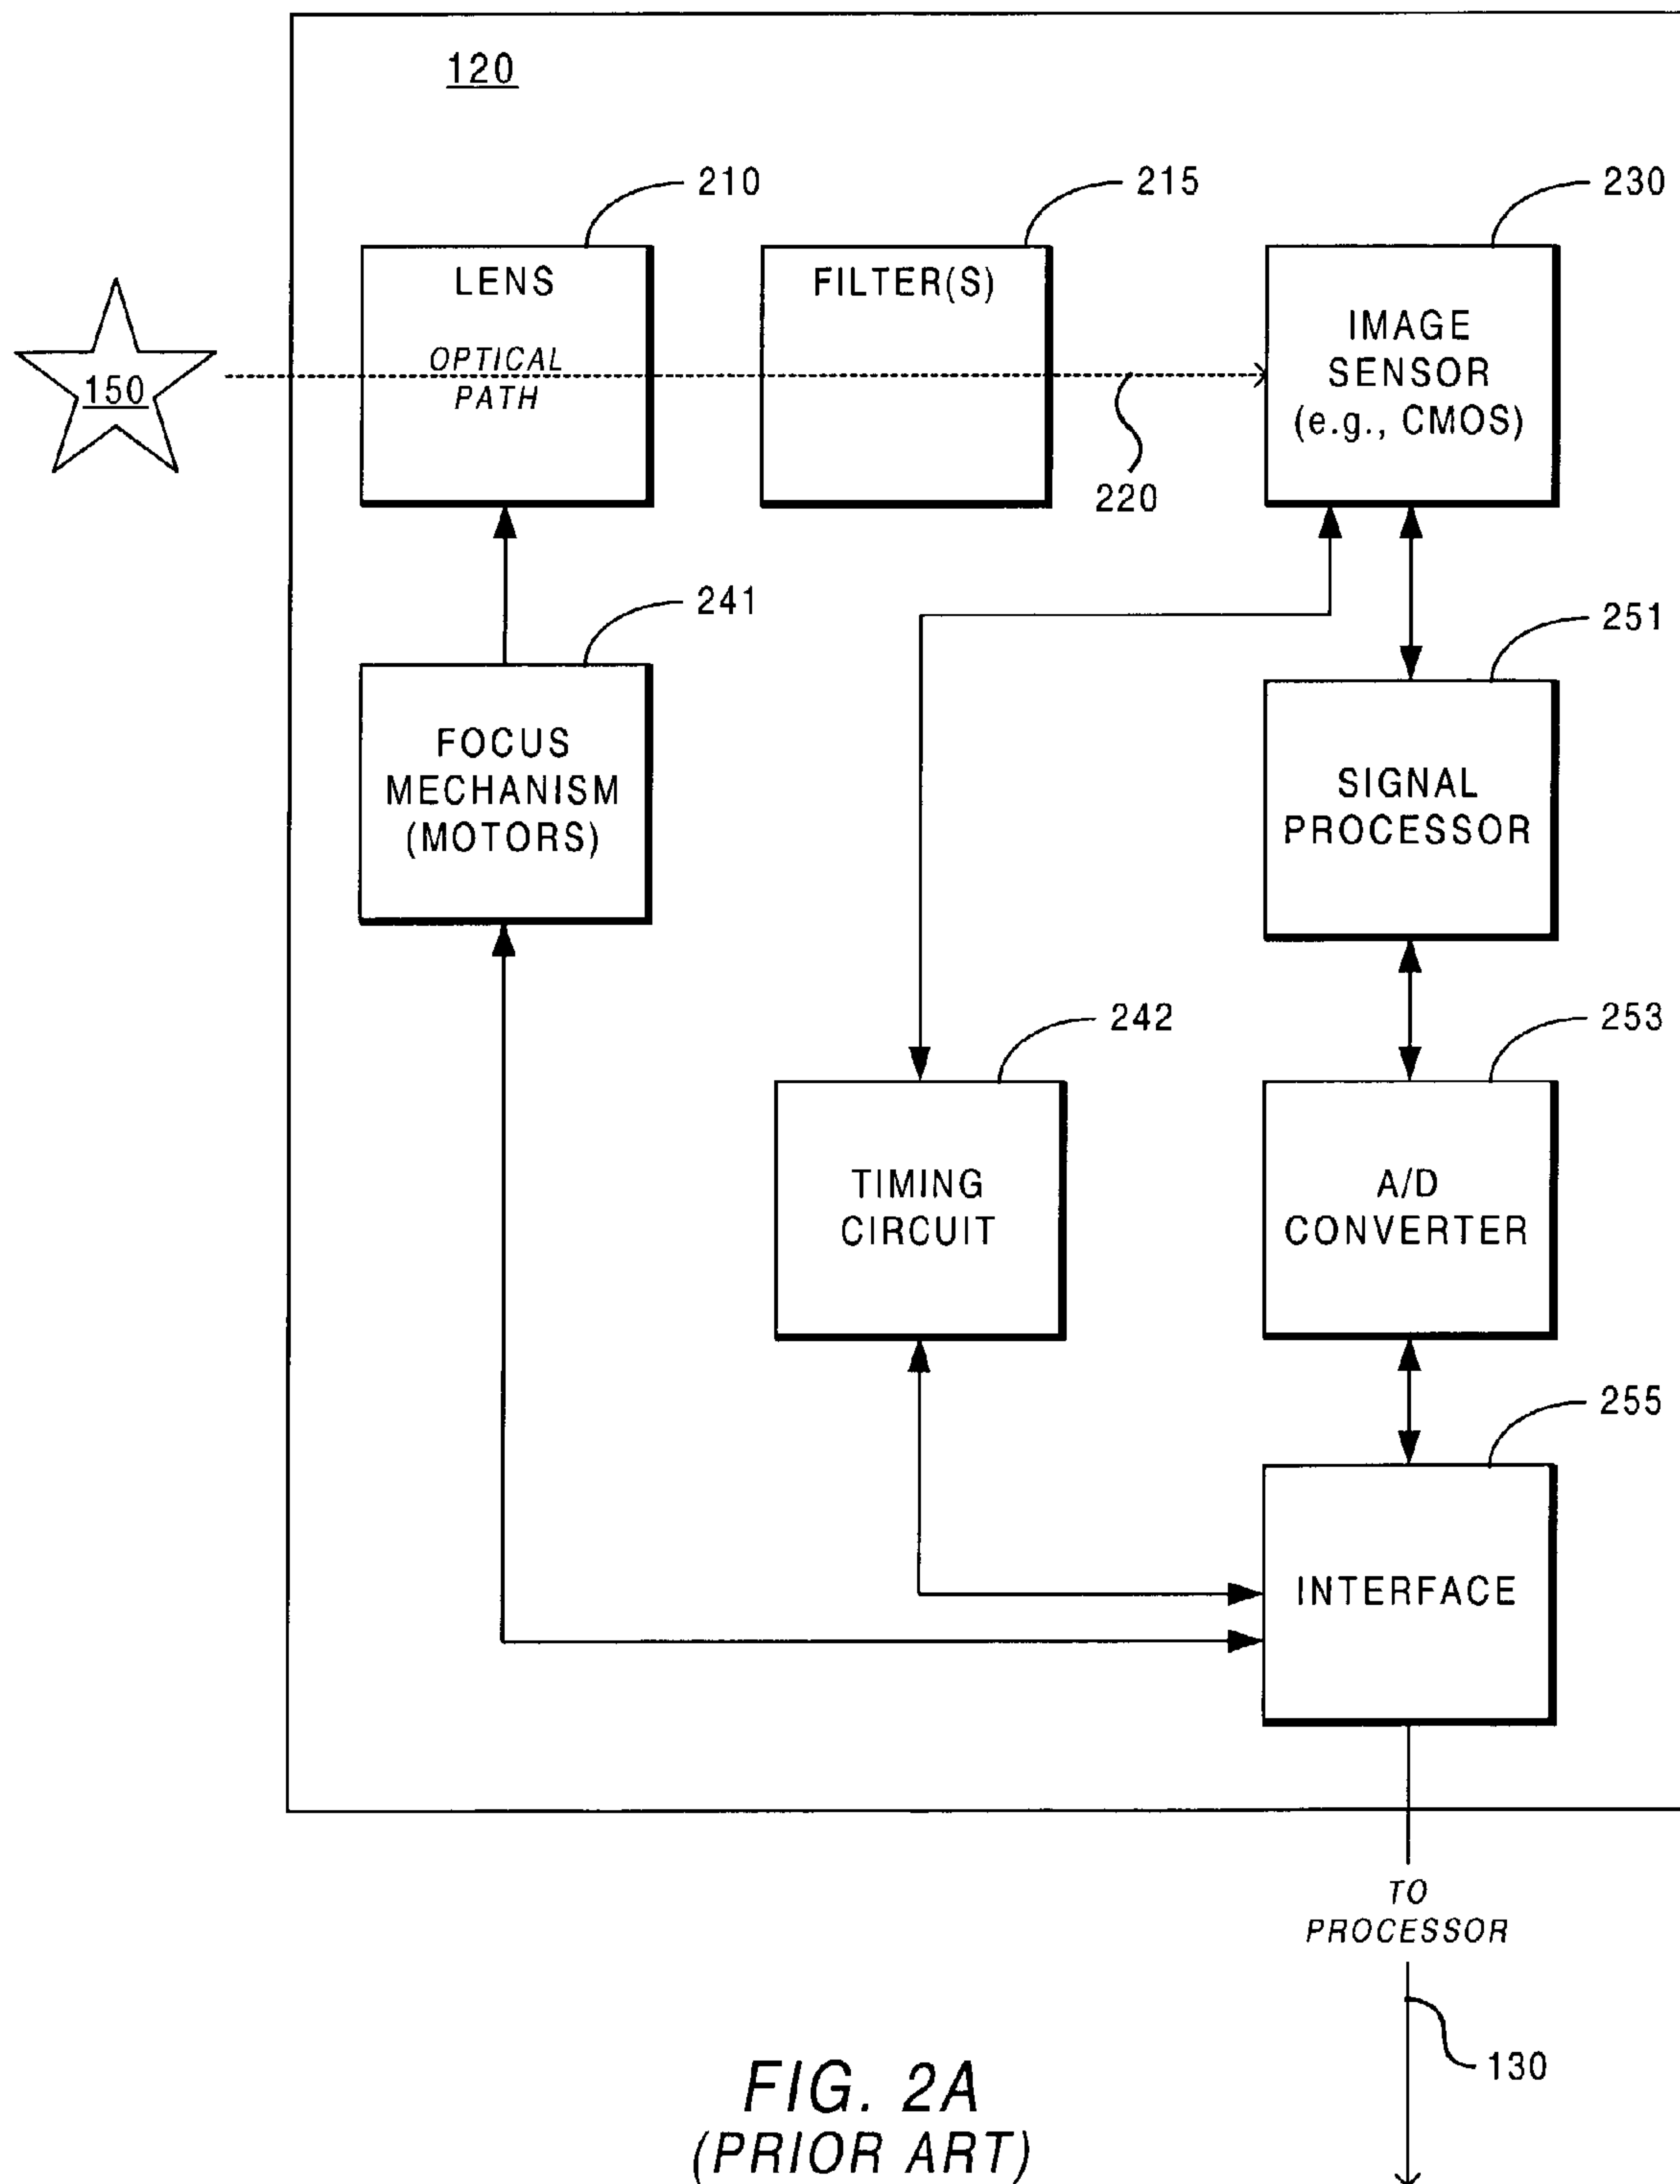 120
210
215
230
LENS
FILTER(S)
IMAGE
SENSOR
(e.g., CMOS)
OPTICAL
PATH
150
220
241
251
FOCUS
MECHANISM
(MOTORS)
SIGNAL
PROCESSOR
242
253
TIMING
CIRCUIT
A/D
CONVERTER
255
INTERFACE
TO
PROCESSOR
130
FIG. 2A
(PRIOR ART)